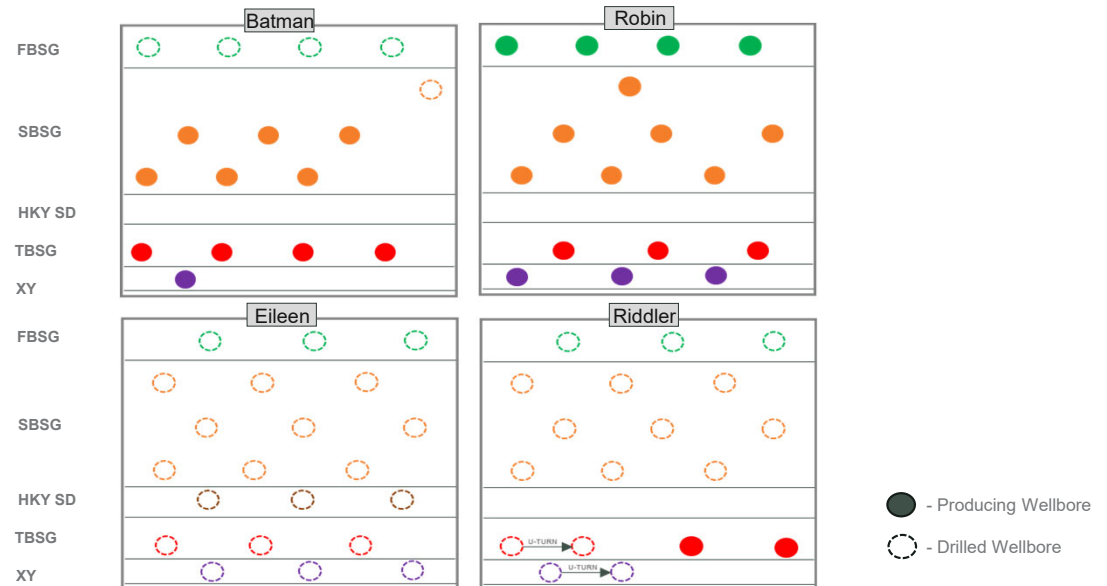 Batman
Robin
FBSG
SBSG
HKY SD
TBSG
XY
Eileen
Riddler
FBSG
SBSG
HKY SD
TBSG
XY
U-TURN
U-TURN
- Producing Wellbore
- Drilled Wellbore